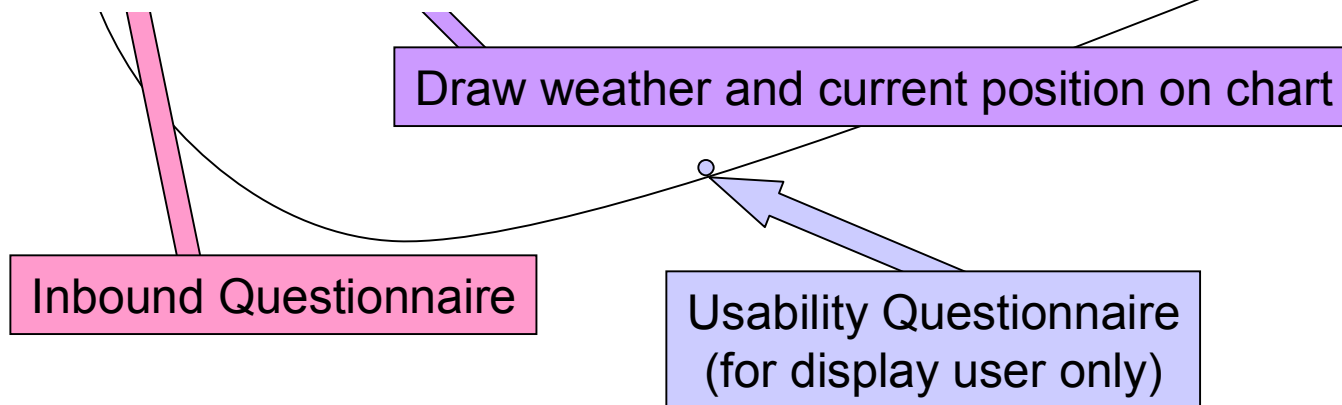 Draw weather and current position on chart
Inbound Questionnaire
Usability Questionnaire
(for display user only)